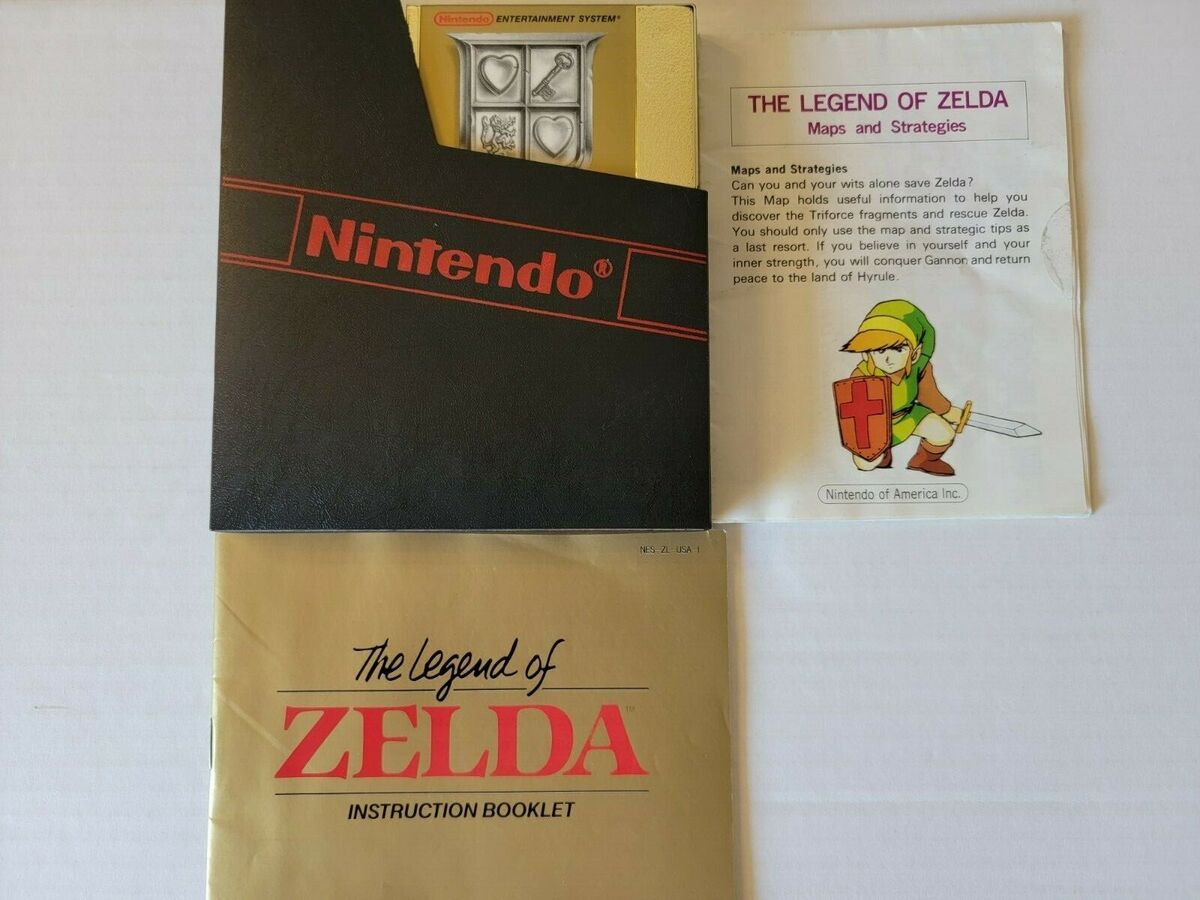 Nintendo ENTERTAINMENT SYSTEM®
Nintendo®
THE LEGEND OF ZELDA
Maps and Strategies
Maps and Strategies
Can you and your wits alone save Zelda?
This Map holds useful information to help you
discover the Triforce fragments and rescue Zelda.
You should only use the map and strategic tips as
a last resort. If you believe in yourself and your
inner strength, you will conquer Gannon and return
peace to the land of Hyrule.
Nintendo of America Inc.
NES-ZL-USA 1
The Legend of
ZELDA™
INSTRUCTION BOOKLET